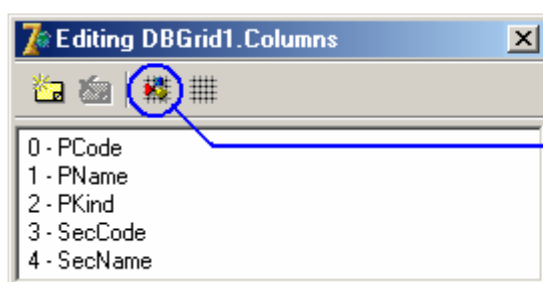 Editing DBGrid1.Columns
0 - PCode
1 - PName
2 - PKind
3 - SecCode
4 - SecName